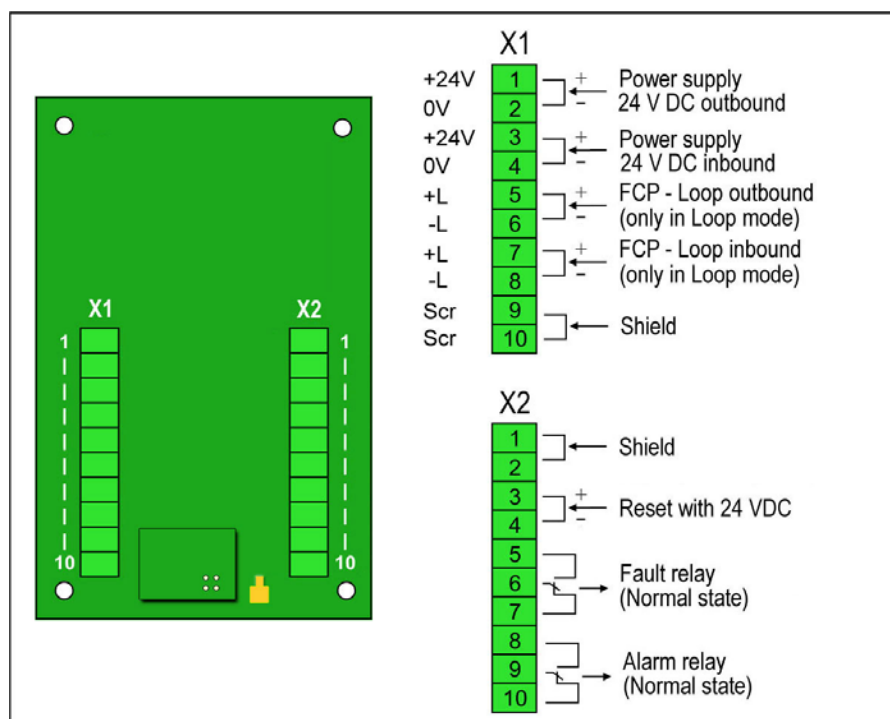 X1 X2
1 1
10 10
X1
+24V 1 + Power supply
0V 2 – 24 V DC outbound
+24V 3 + Power supply
0V 4 – 24 V DC inbound
+L 5 + FCP - Loop outbound
-L 6 – (only in Loop mode)
+L 7 + FCP - Loop inbound
-L 8 – (only in Loop mode)
Scr 9
Scr 10 Shield
X2
1 Shield
2
3 + Reset with 24 VDC
4 –
5
6 Fault relay
7 (Normal state)
8
9 Alarm relay
10 (Normal state)